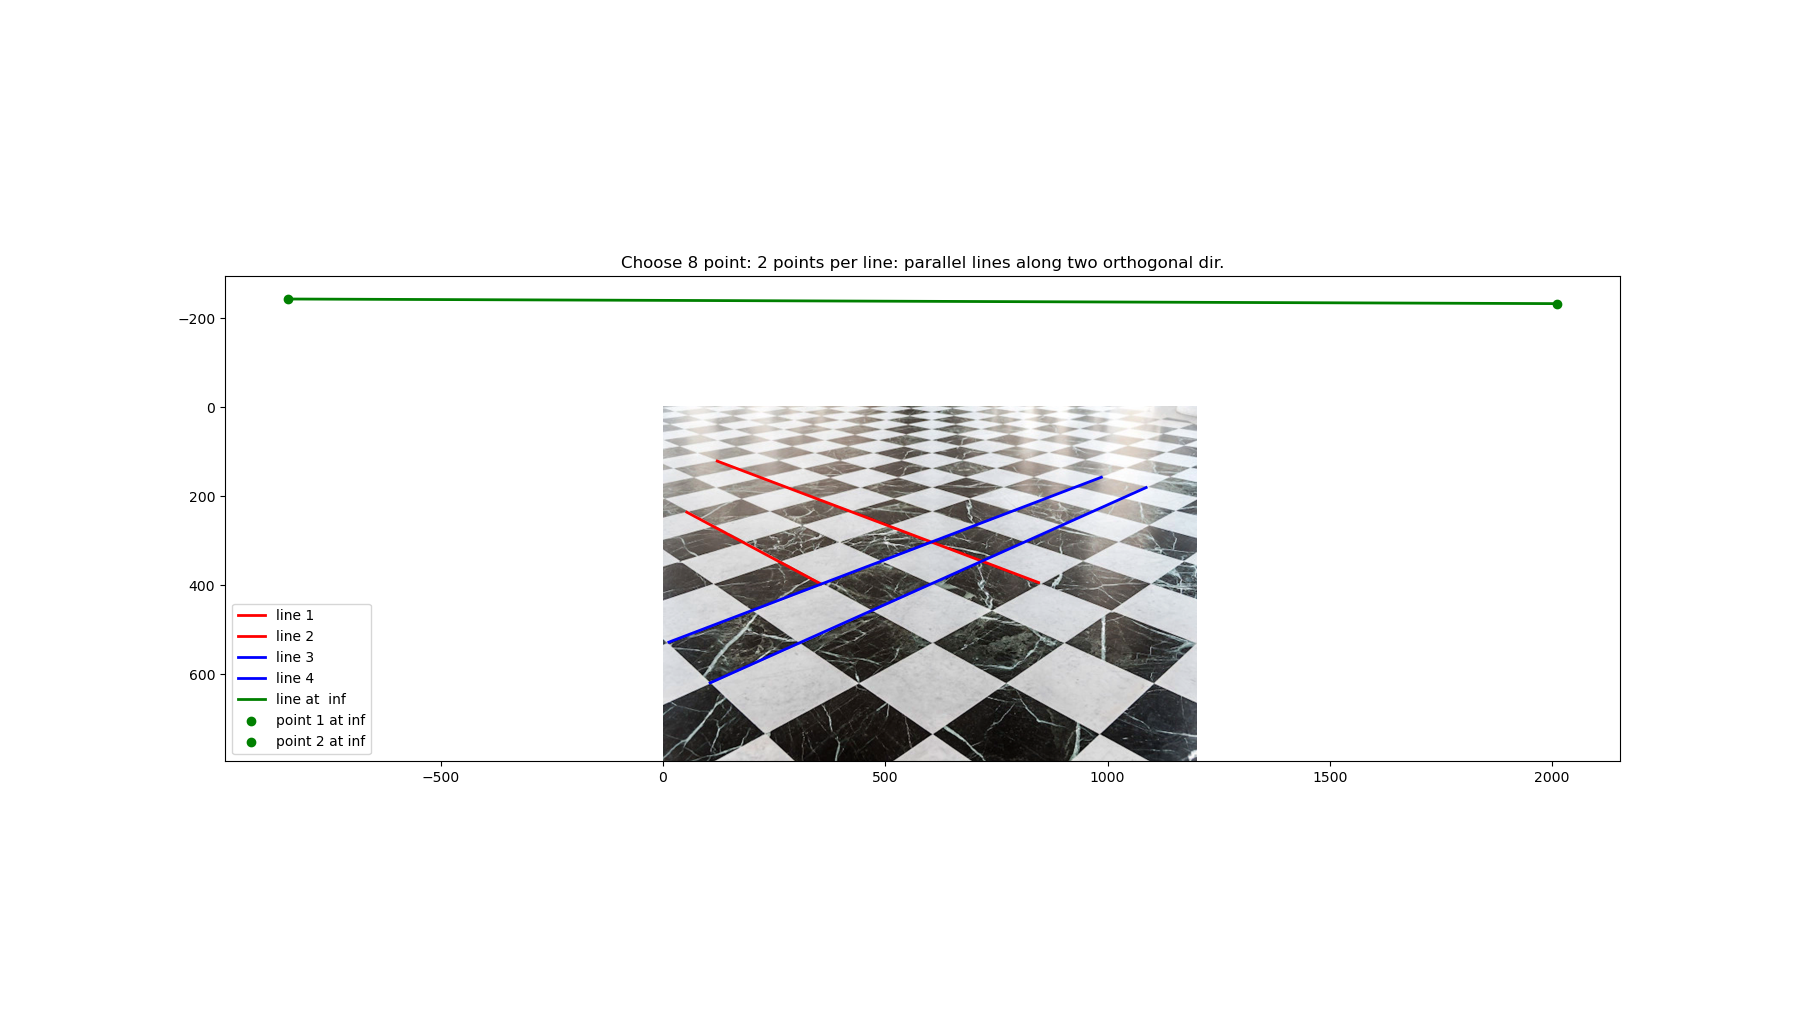 Choose 8 point: 2 points per line: parallel lines along two orthogonal dir.
−200
0
200
400
600
line 1
line 2
line 3
line 4
line at  inf
point 1 at inf
point 2 at inf
−500
0
500
1000
1500
2000